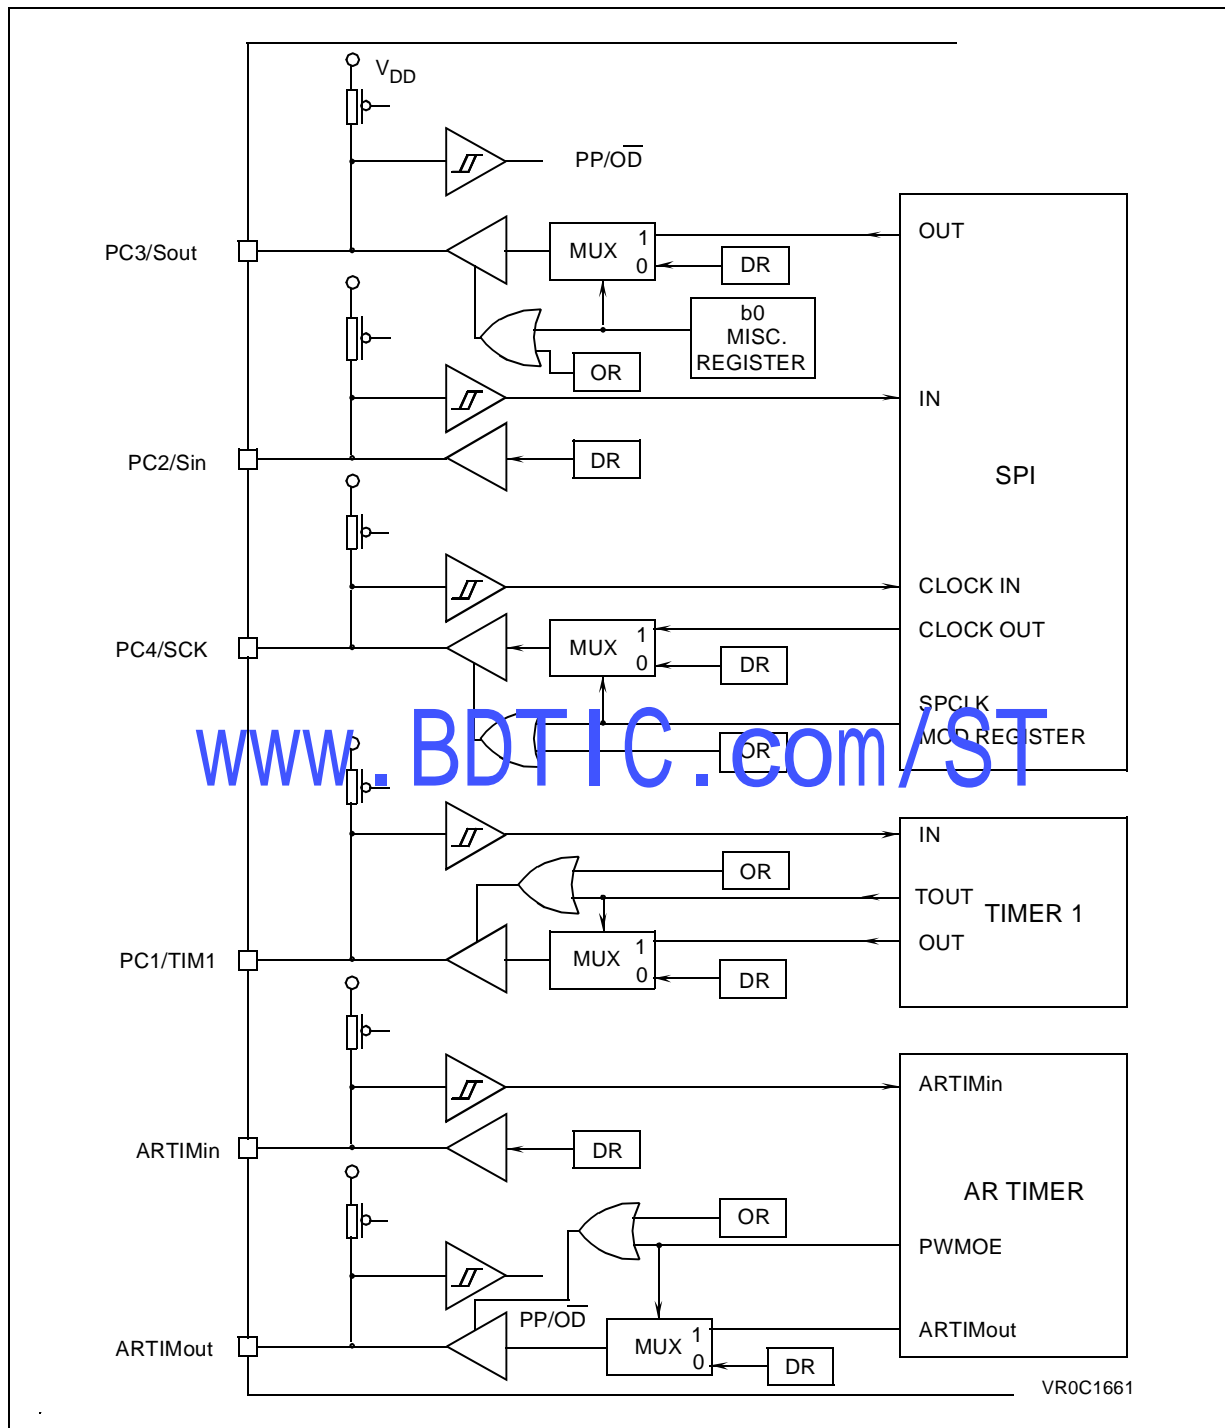 VDD
PP/OD
PC3/Sout
MUX 1
0
OUT
DR
b0
MISC.
REGISTER
OR
IN
PC2/Sin
DR
SPI
CLOCK IN
PC4/SCK
MUX 1
0
CLOCK OUT
DR
SPCLK
MOD REGISTER
OR
www.BDTIC.com/ST
IN
OR
TOUT
TIMER 1
PC1/TIM1
MUX 1
0
OUT
DR
ARTIMin
ARTIMin
DR
AR TIMER
OR
PWMOE
PP/OD
ARTIMout
MUX 1
0
ARTIMout
DR
VR0C1661